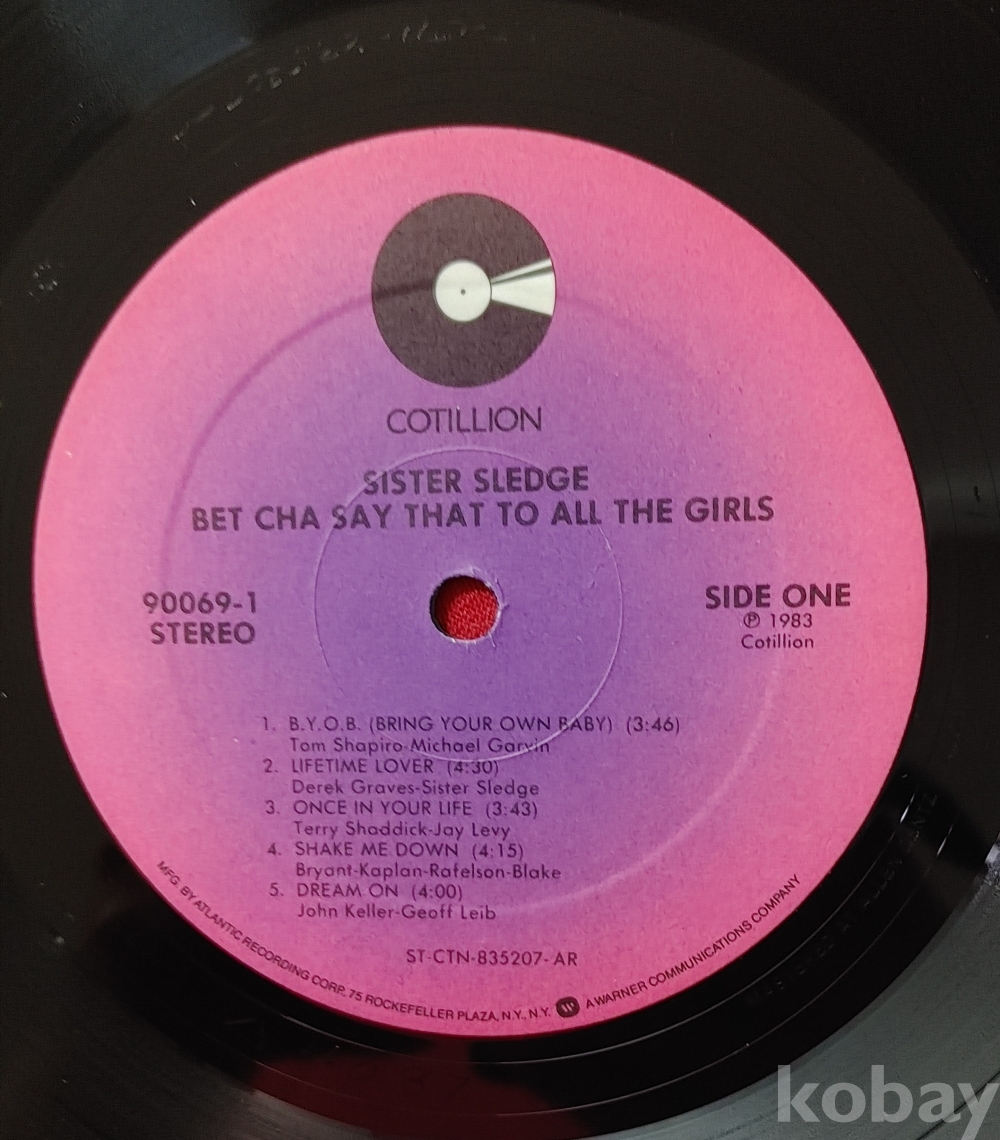 COTILLION
SISTER SLEDGE
BET CHA SAY THAT TO ALL THE GIRLS
90069-1
STEREO
SIDE ONE
℗ 1983
Cotillion
1. B.Y.O.B. (BRING YOUR OWN BABY) (3:46)
Tom Shapiro-Michael Garvin
2. LIFETIME LOVER (4:30)
Derek Graves-Sister Sledge
3. ONCE IN YOUR LIFE (3:43)
Terry Shaddick-Jay Levy
4. SHAKE ME DOWN (4:15)
Bryant-Kaplan-Rafelson-Blake
5. DREAM ON (4:00)
John Keller-Geoff Leib
ST-CTN-835207-AR
MFG. BY ATLANTIC RECORDING CORP., 75 ROCKEFELLER PLAZA, N.Y., N.Y. A WARNER COMMUNICATIONS COMPANY
kobay